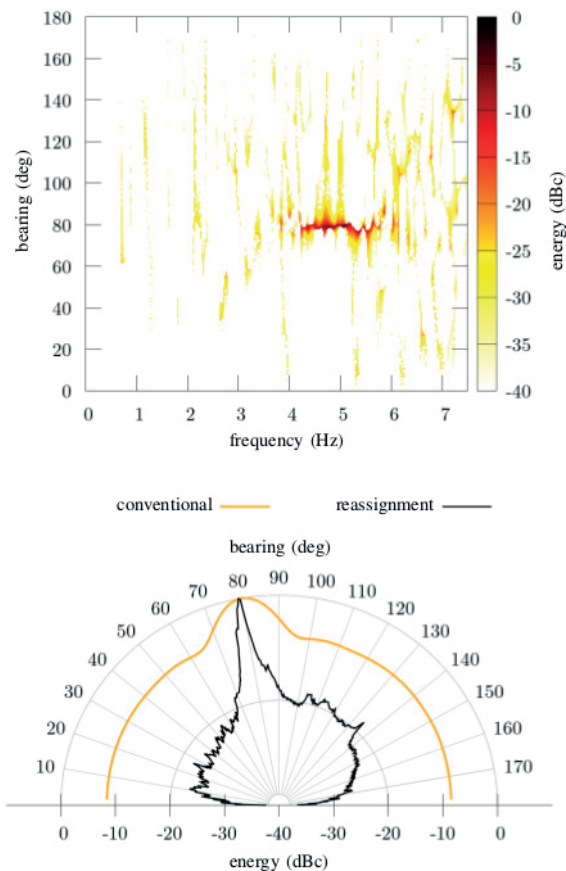 180
160
140
120
100
80
60
40
20
0
bearing (deg)
0 1 2 3 4 5 6 7
frequency (Hz)
0
-5
-10
-15
-20
-25
-30
-35
-40
energy (dBc)
conventional reassignment
bearing (deg)
10 20 30 40 50 60 70 80 90 100 110 120 130 140 150 160 170
0 -10 -20 -30 -40 -30 -20 -10 0
energy (dBc)